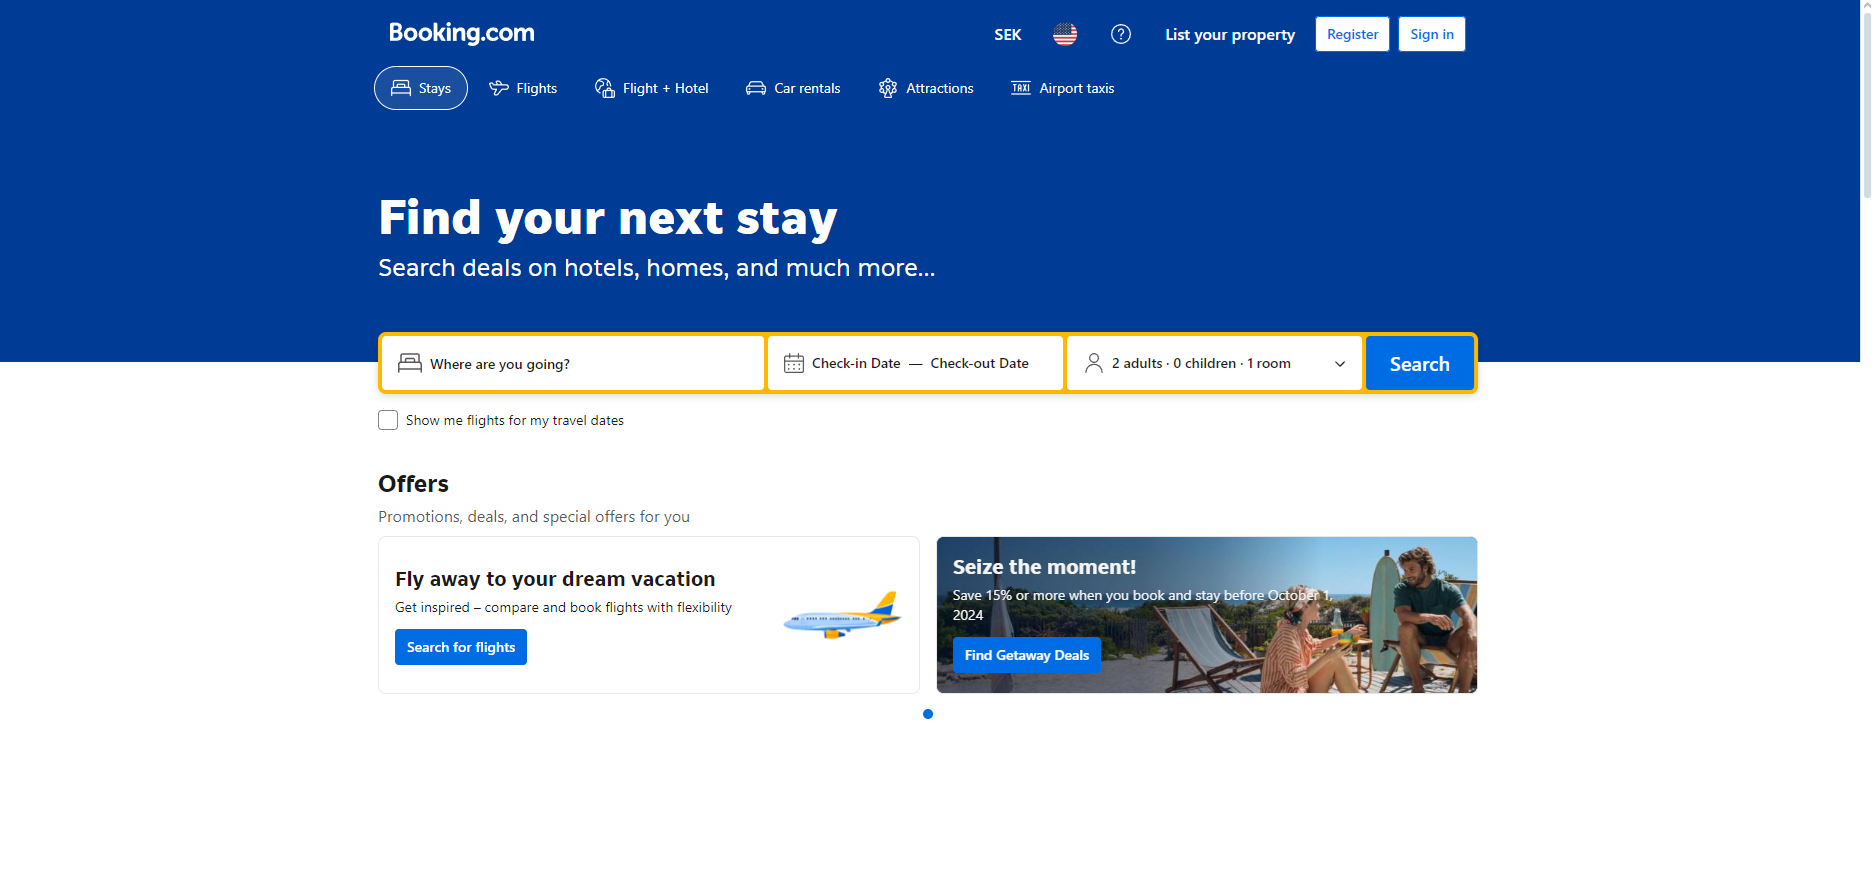 Booking.com
SEK
List your property
Register
Sign in
Stays
Flights
Flight + Hotel
Car rentals
Attractions
TAXI
Airport taxis
Find your next stay
Search deals on hotels, homes, and much more...
Where are you going?
Check-in Date — Check-out Date
2 adults · 0 children · 1 room
Search
Show me flights for my travel dates
Offers
Promotions, deals, and special offers for you
Fly away to your dream vacation
Get inspired – compare and book flights with flexibility
Search for flights
Seize the moment!
Save 15% or more when you book and stay before October 1,
2024
Find Getaway Deals